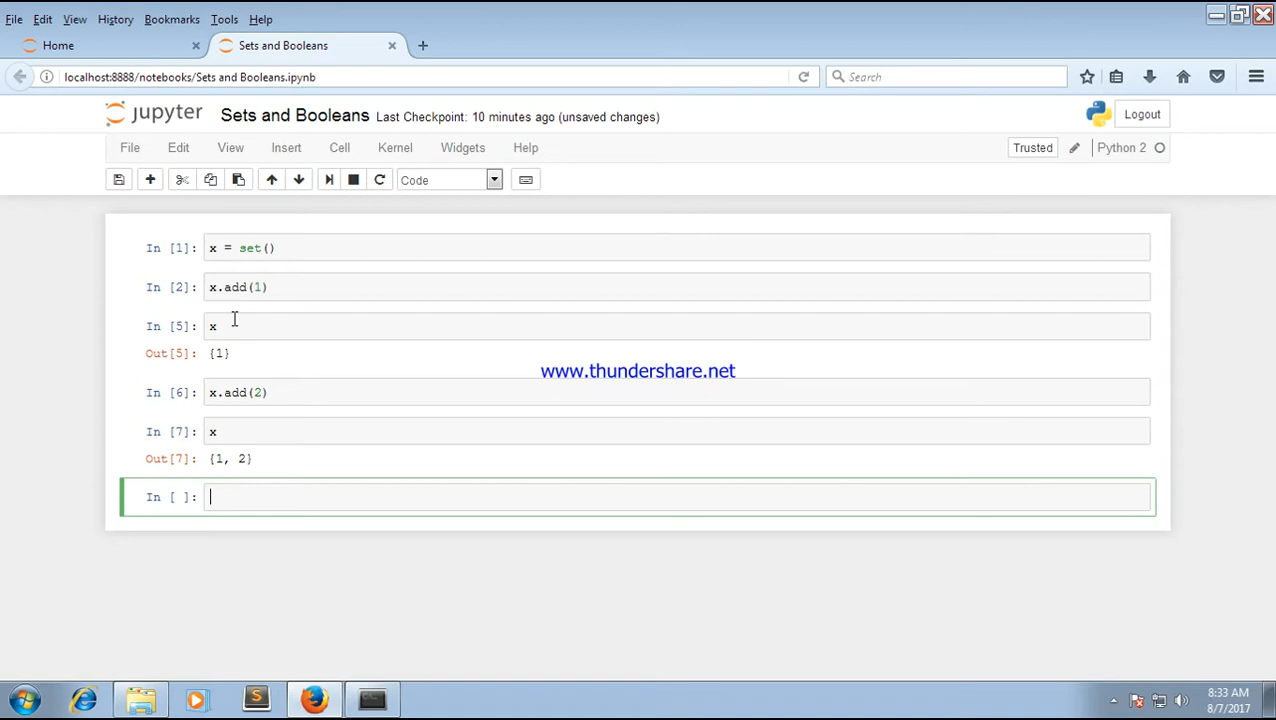 File Edit View History Bookmarks Tools Help
Home Sets and Booleans
localhost:8888/notebooks/Sets and Booleans.ipynb Search
jupyter Sets and Booleans Last Checkpoint: 10 minutes ago (unsaved changes) Logout
File Edit View Insert Cell Kernel Widgets Help Trusted Python 2
Code
In [1]: x = set()
In [2]: x.add(1)
In [5]: x
Out[5]: {1}
www.thundershare.net
In [6]: x.add(2)
In [7]: x
Out[7]: {1, 2}
In [ ]:
8:33 AM
8/7/2017